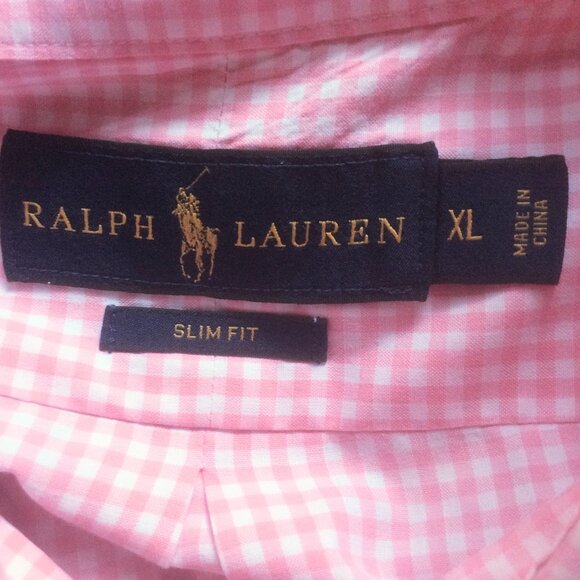 RALPH LAUREN
XL
MADE IN
CHINA
SLIM FIT